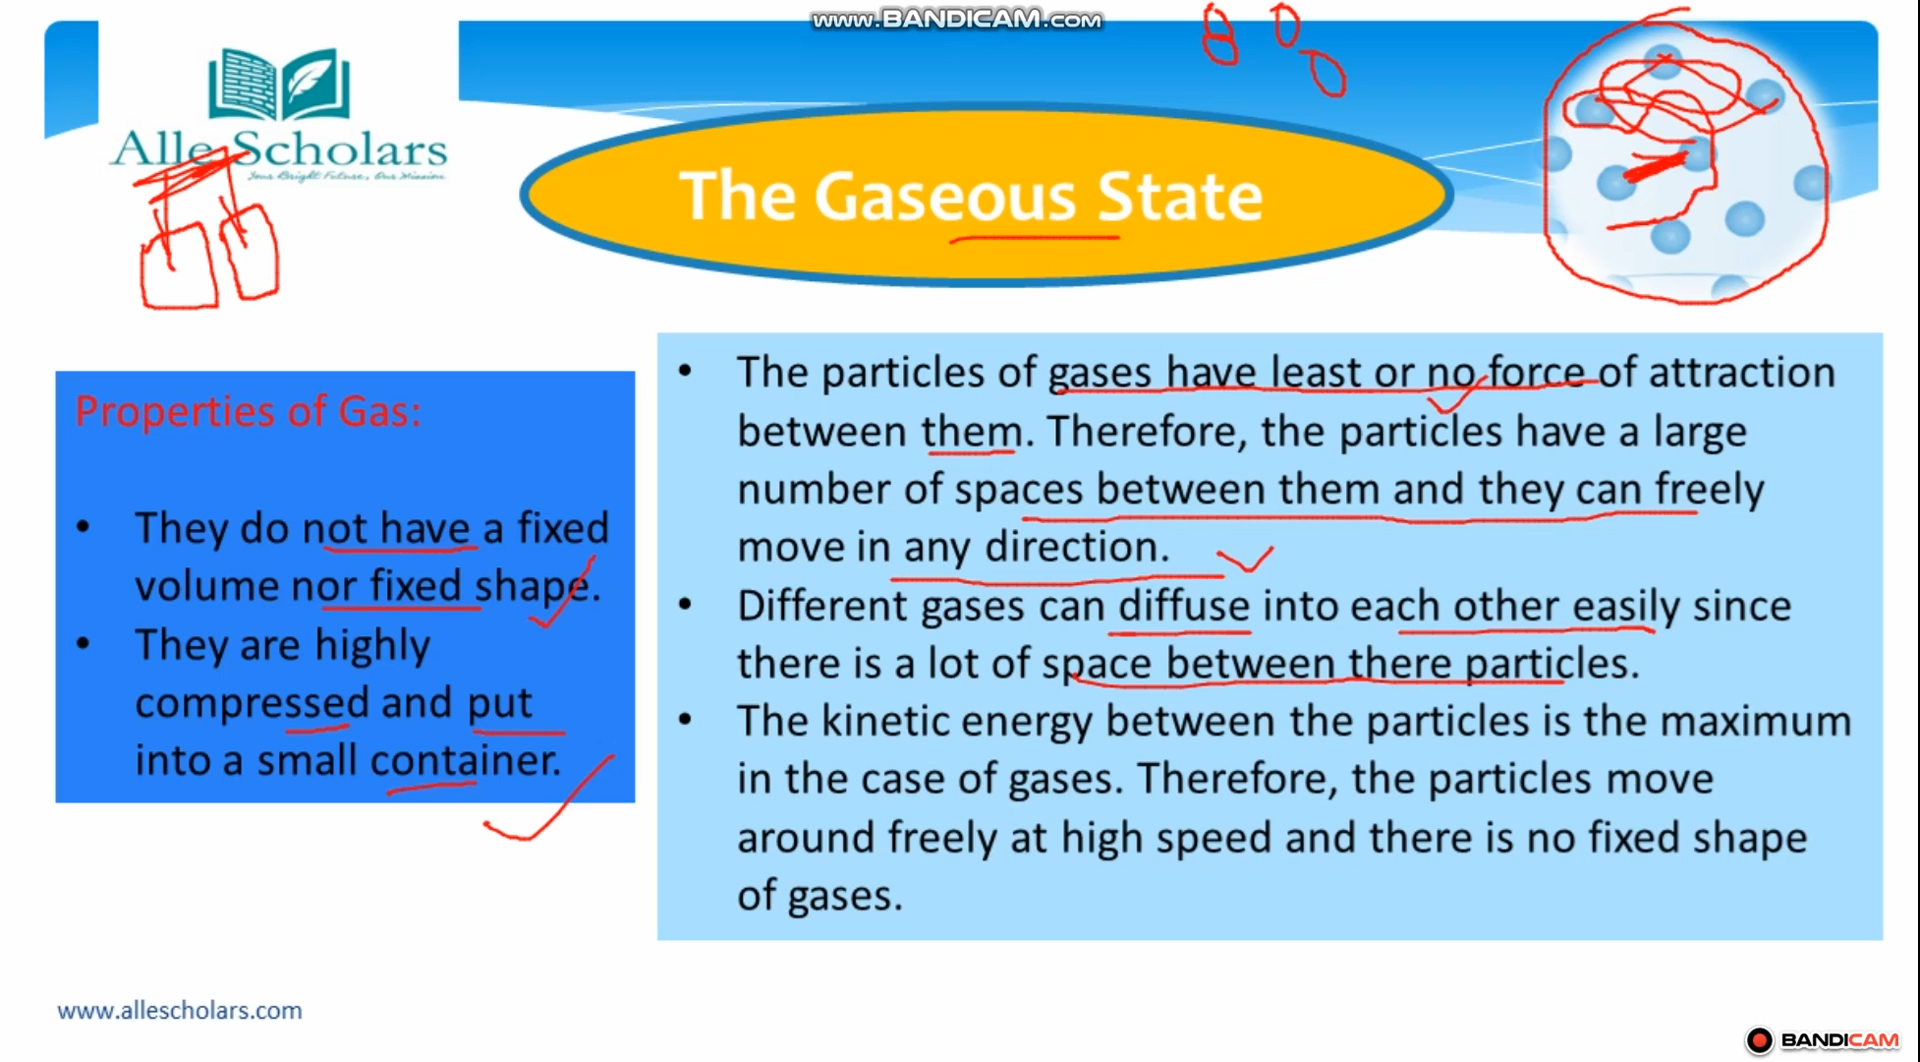 www.BANDICAM.com
Alle Scholars
Your Bright Future, Our Mission
The Gaseous State
Properties of Gas:
• They do not have a fixed
volume nor fixed shape.
• They are highly
compressed and put
into a small container.
• The particles of gases have least or no force of attraction
between them. Therefore, the particles have a large
number of spaces between them and they can freely
move in any direction.
• Different gases can diffuse into each other easily since
there is a lot of space between there particles.
• The kinetic energy between the particles is the maximum
in the case of gases. Therefore, the particles move
around freely at high speed and there is no fixed shape
of gases.
www.allescholars.com
BANDICAM